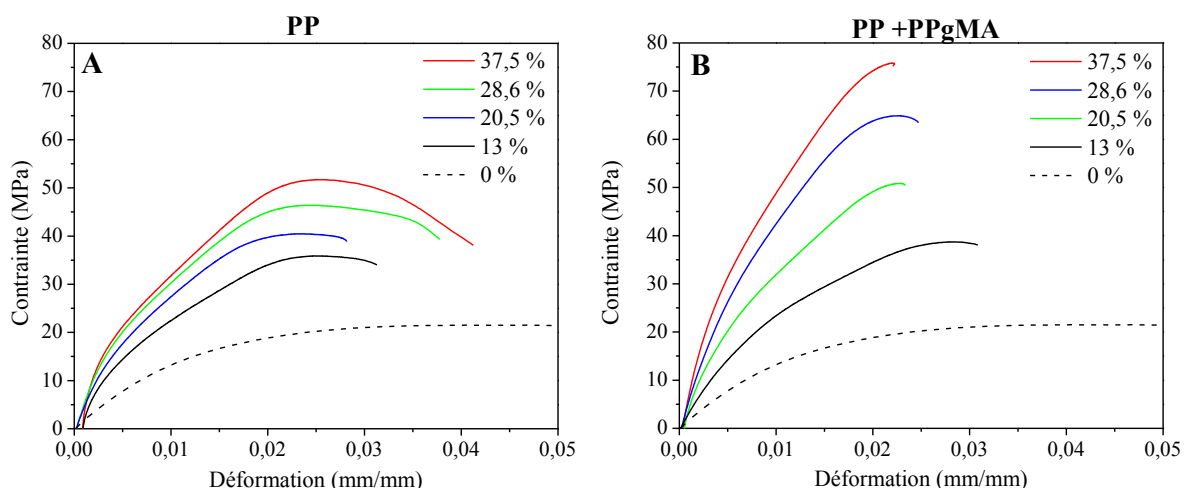 PP
A
80
70
60
50
40
30
20
10
0
Contrainte (MPa)
0,00 0,01 0,02 0,03 0,04 0,05
Déformation (mm/mm)
37,5 %
28,6 %
20,5 %
13 %
0 %
PP +PPgMA
B
80
70
60
50
40
30
20
10
0
Contrainte (MPa)
0,00 0,01 0,02 0,03 0,04 0,05
Déformation (mm/mm)
37,5 %
28,6 %
20,5 %
13 %
0 %